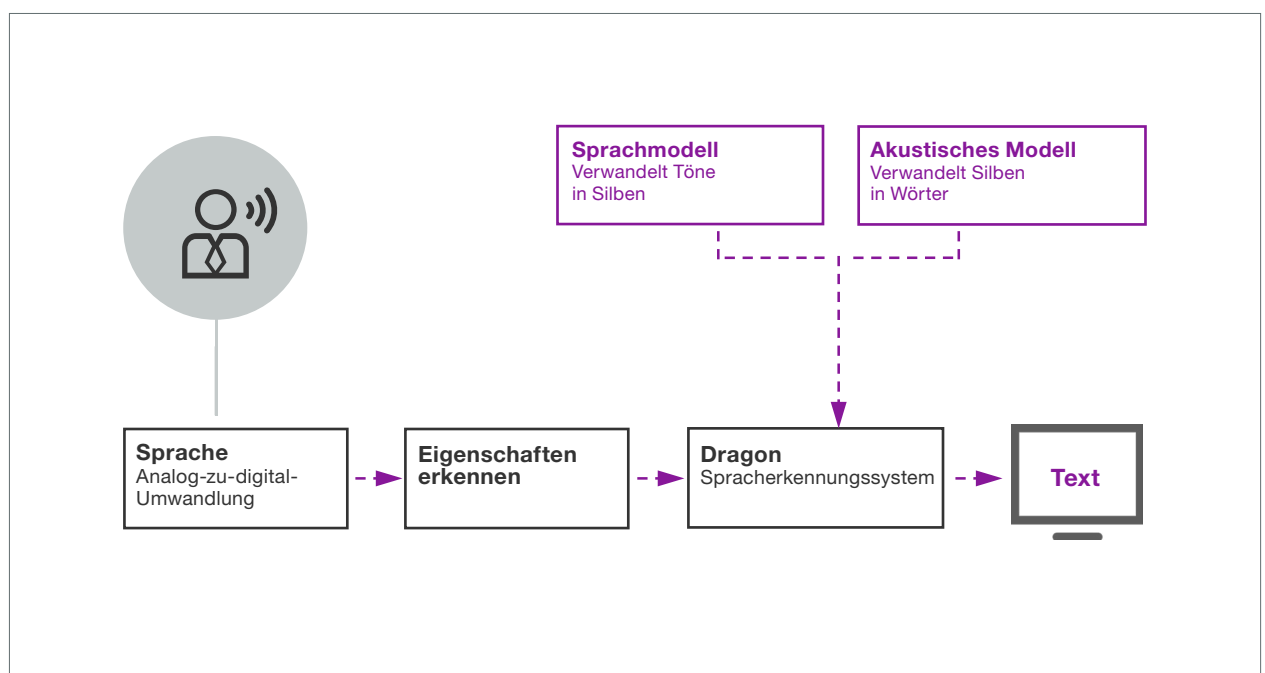 Sprachmodell
Verwandelt Töne
in Silben
Akustisches Modell
Verwandelt Silben
in Wörter
Sprache
Analog-zu-digital-
Umwandlung
Eigenschaften
erkennen
Dragon
Spracherkennungssystem
Text